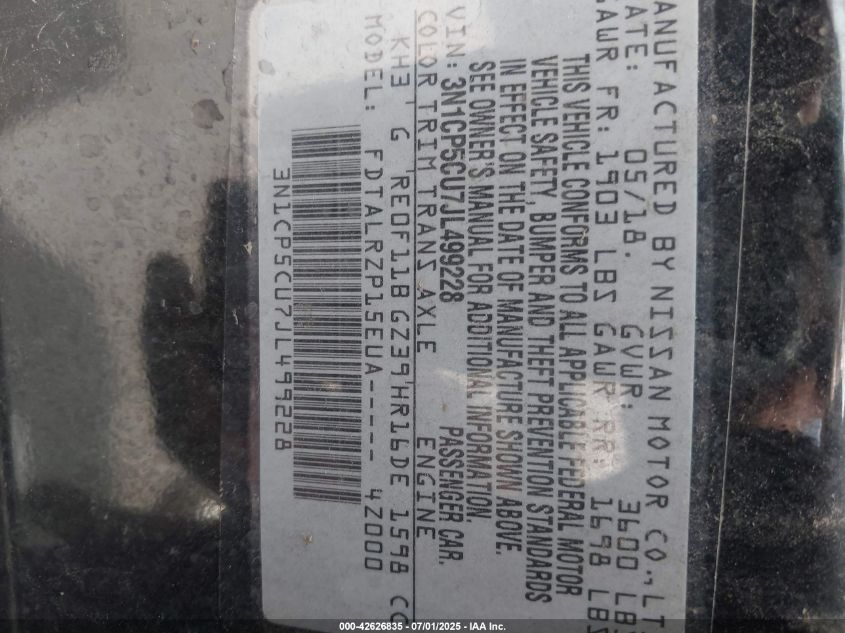 MANUFACTURED BY NISSAN MOTOR CO., LT
DATE: 05/18. GVWR: 3600 LBS
GAWR FR: 1903 LBS GAWR RR: 1698 LBS
THIS VEHICLE CONFORMS TO ALL APPLICABLE FEDERAL MOTOR
VEHICLE SAFETY, BUMPER AND THEFT PREVENTION STANDARDS
IN EFFECT ON THE DATE OF MANUFACTURE SHOWN ABOVE.
SEE OWNER'S MANUAL FOR ADDITIONAL INFORMATION.
VIN: 3N1CP5CU7JL499228 PASSENGER CAR.
COLOR TRIM TRANS AXLE ENGINE
KH3 ' G 'REOF11B GZ39'HR16DE 1598 CC
MODEL: FDTALRZP15EUA----- 4Z000
3N1CP5CU7JL499228
000-42626835 - 07/01/2025 - IAA Inc.